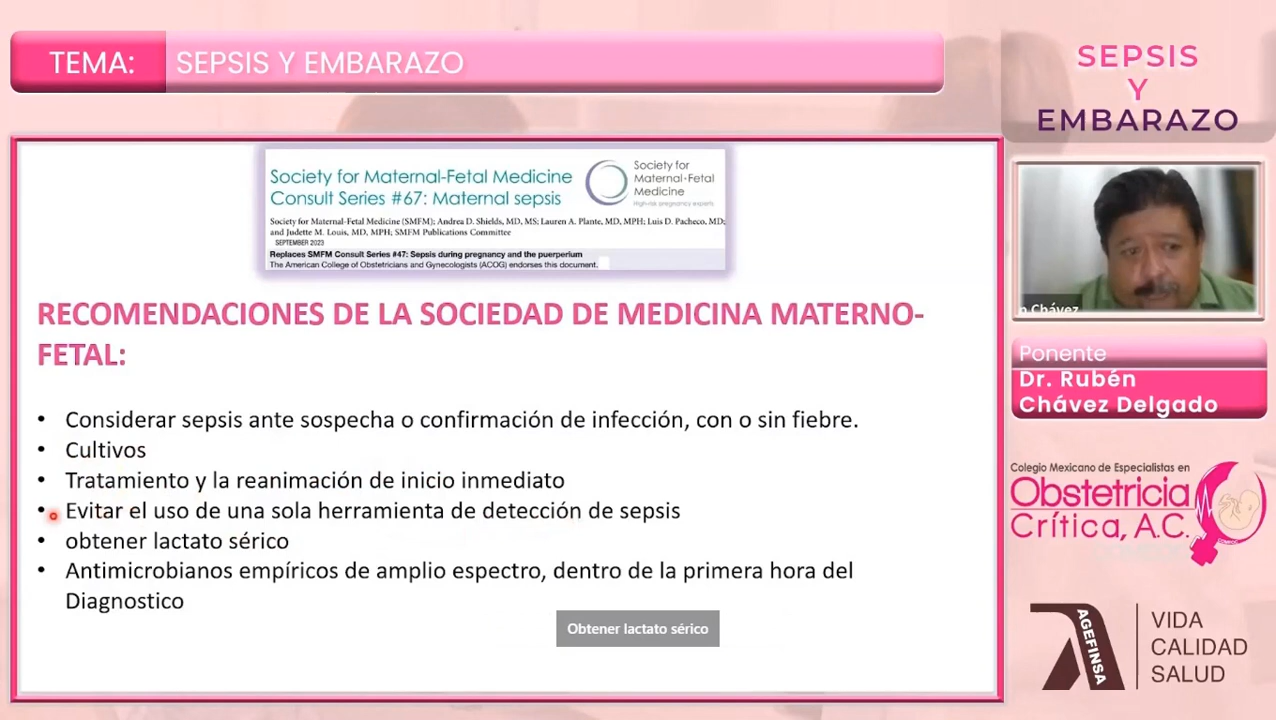 TEMA: SEPSIS Y EMBARAZO
SEPSIS
Y
EMBARAZO
Society for Maternal-Fetal Medicine
Consult Series #67: Maternal sepsis
Society for
Maternal·Fetal
Medicine
High-risk pregnancy experts
Society for Maternal-Fetal Medicine (SMFM); Andrea D. Shields, MD, MS; Lauren A. Plante, MD, MPH; Luis D. Pacheco, MD;
and Judette M. Louis, MD, MPH; SMFM Publications Committee
SEPTEMBER 2023
Replaces SMFM Consult Series #47: Sepsis during pregnancy and the puerperium
The American College of Obstetricians and Gynecologists (ACOG) endorses this document.
RECOMENDACIONES DE LA SOCIEDAD DE MEDICINA MATERNO-
FETAL:
• Considerar sepsis ante sospecha o confirmación de infección, con o sin fiebre.
• Cultivos
• Tratamiento y la reanimación de inicio inmediato
• Evitar el uso de una sola herramienta de detección de sepsis
• obtener lactato sérico
• Antimicrobianos empíricos de amplio espectro, dentro de la primera hora del
Diagnostico
Obtener lactato sérico
Chávez
Ponente
Dr. Rubén
Chávez Delgado
Colegio Mexicano de Especialistas en
Obstetricia
Crítica, A.C.
AGEFINSA
VIDA
CALIDAD
SALUD